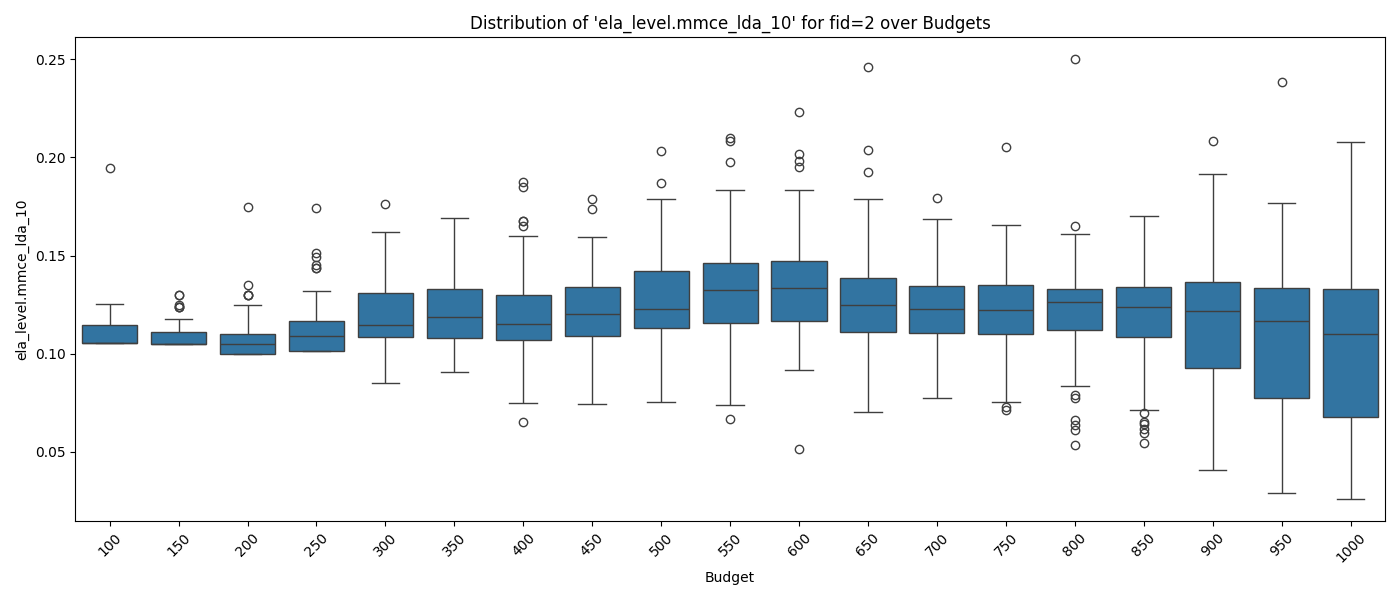 Distribution of 'ela_level.mmce_lda_10' for fid=2 over Budgets
ela_level.mmce_lda_10
0.25
0.20
0.15
0.10
0.05
100 150 200 250 300 350 400 450 500 550 600 650 700 750 800 850 900 950 1000
Budget